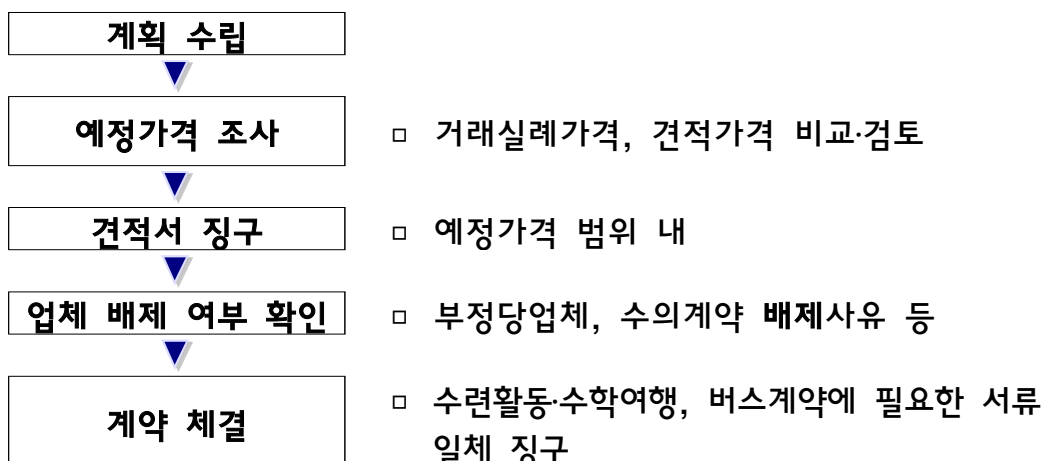 계획 수립
예정가격 조사
▫ 거래실례가격, 견적가격 비교·검토
견적서 징구
▫ 예정가격 범위 내
업체 배제 여부 확인
▫ 부정당업체, 수의계약 배제사유 등
계약 체결
▫ 수련활동·수학여행, 버스계약에 필요한 서류
일체 징구